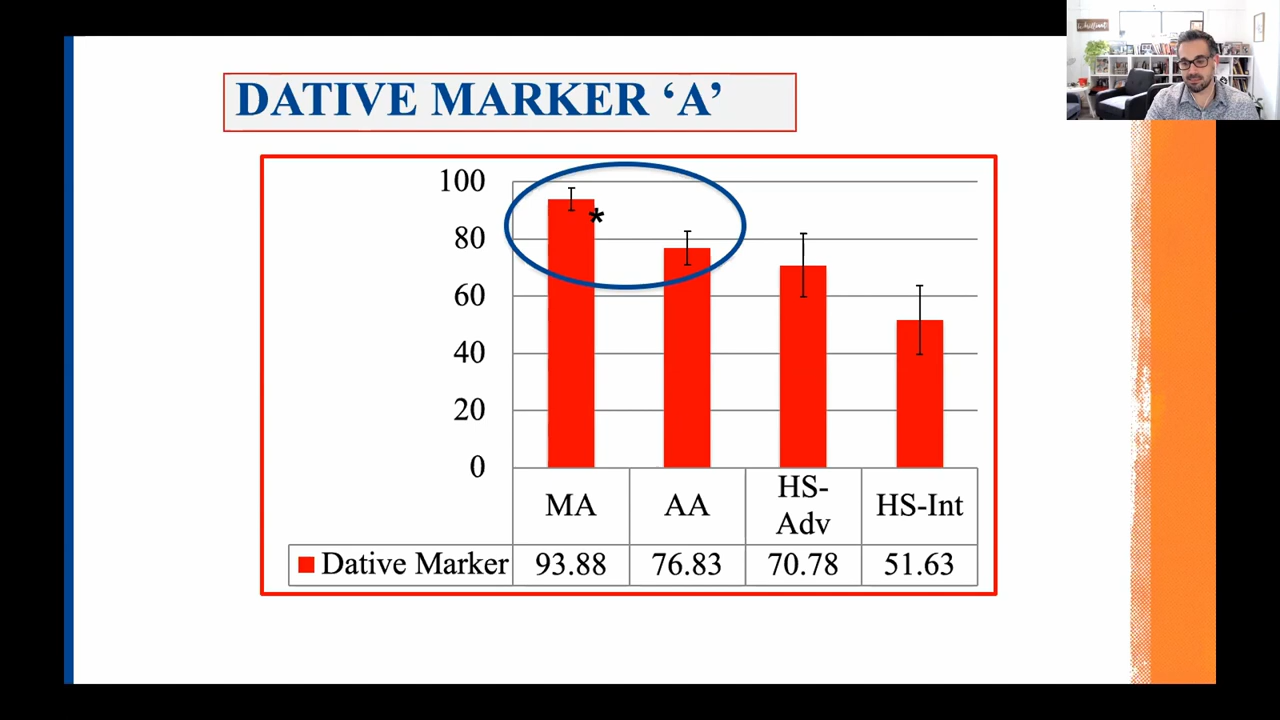 DATIVE MARKER ‘A’
100
80
60
40
20
0
*
MA AA HS-Adv HS-Int
Dative Marker 93.88 76.83 70.78 51.63